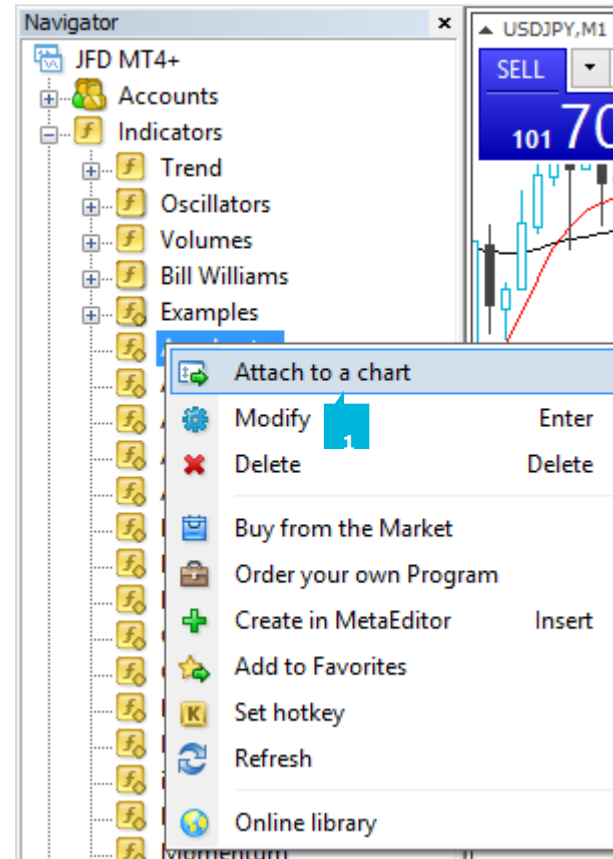 Navigator
JFD MT4+
Accounts
Indicators
Trend
Oscillators
Volumes
Bill Williams
Examples
Attach to a chart
Modify Enter
1
Delete Delete
Buy from the Market
Order your own Program
Create in MetaEditor Insert
Add to Favorites
Set hotkey
Refresh
Online library
Momentum
USDJPY,M1
SELL
101 70